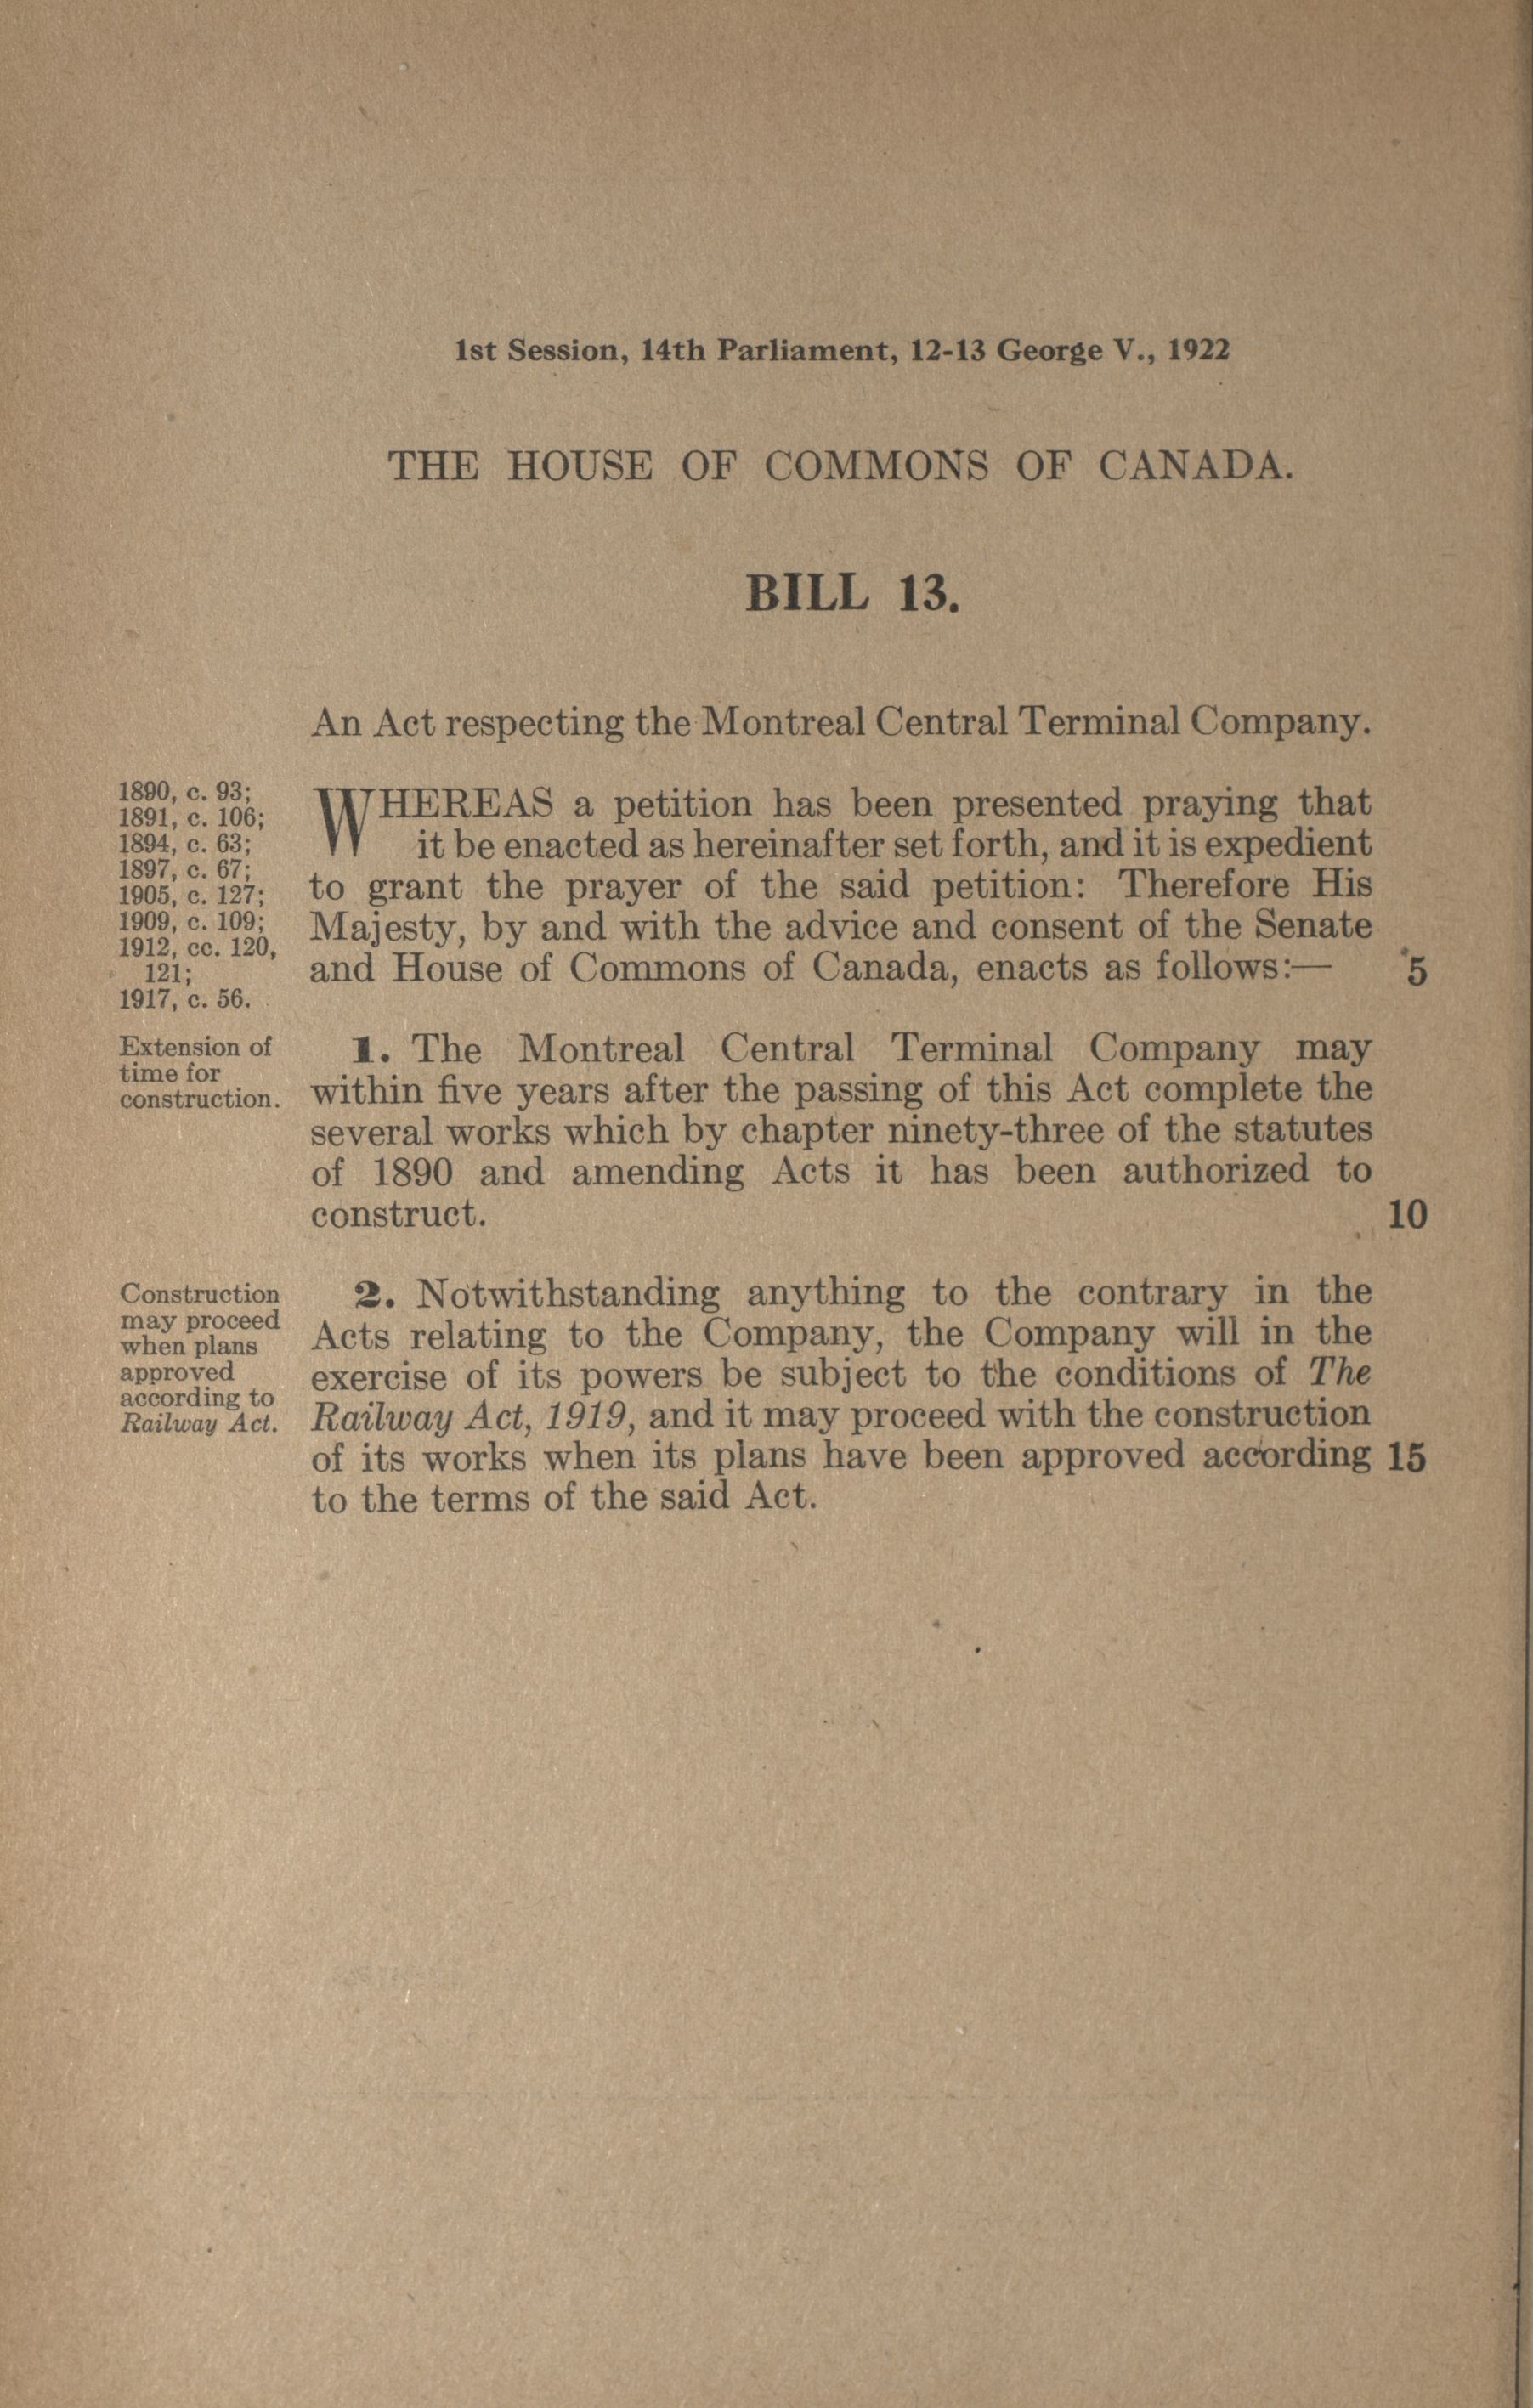 1st Session, 14th Parliament, 12-13 George V., 1922
THE HOUSE OF COMMONS OF CANADA.
BILL 13.
An Act respecting the Montreal Central Terminal Company.
1890, c. 93;
1891, c. 106;
1894, c. 63;
1897, c. 67;
1905, c. 127;
1909, c. 109;
1912, cc. 120,
121;
1917, c. 56.
WHEREAS a petition has been presented praying that
it be enacted as hereinafter set forth, and it is expedient
to grant the prayer of the said petition: Therefore His
Majesty, by and with the advice and consent of the Senate
and House of Commons of Canada, enacts as follows:— 5
Extension of
time for
construction.
1. The Montreal Central Terminal Company may
within five years after the passing of this Act complete the
several works which by chapter ninety-three of the statutes
of 1890 and amending Acts it has been authorized to
construct. 10
Construction
may proceed
when plans
approved
according to
Railway Act.
2. Notwithstanding anything to the contrary in the
Acts relating to the Company, the Company will in the
exercise of its powers be subject to the conditions of The
Railway Act, 1919, and it may proceed with the construction
of its works when its plans have been approved according 15
to the terms of the said Act.